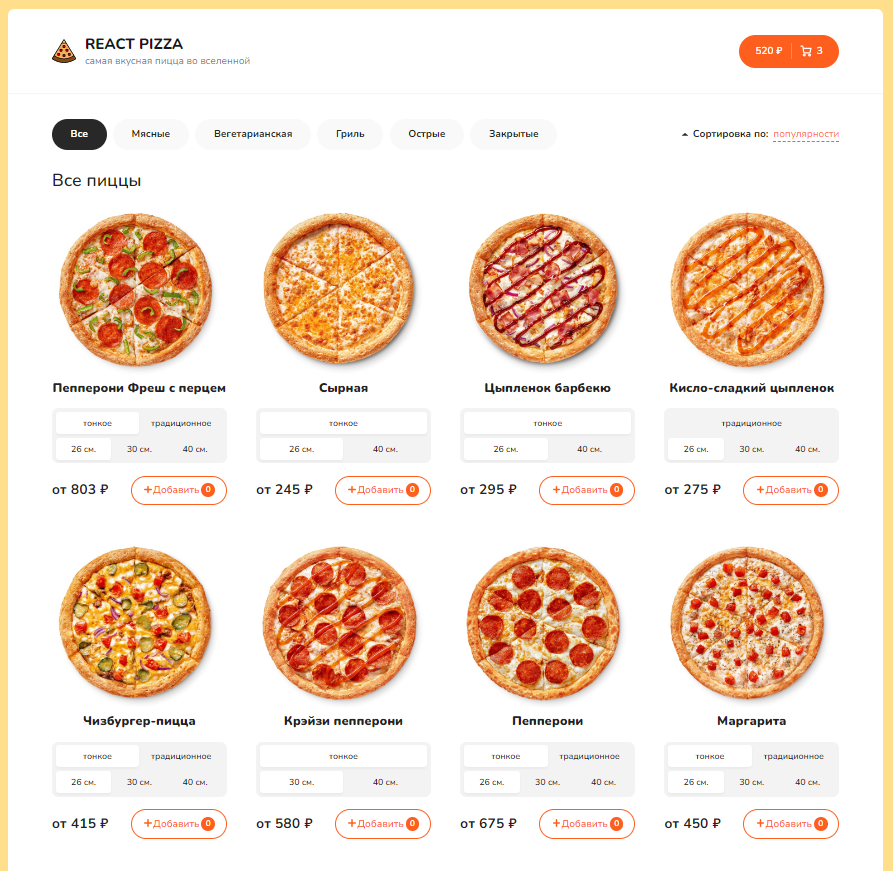 REACT PIZZA
самая вкусная пицца во вселенной
520 ₽ 3
Все Мясные Вегетарианская Гриль Острые Закрытые Сортировка по: популярности
Все пиццы
Пепперони Фреш с перцем Сырная Цыпленок барбекю Кисло-сладкий цыпленок
тонкое традиционное тонкое тонкое традиционное
26 см. 30 см. 40 см. 26 см. 40 см. 26 см. 40 см. 26 см. 30 см. 40 см.
от 803 ₽ +Добавить 0 от 245 ₽ +Добавить 0 от 295 ₽ +Добавить 0 от 275 ₽ +Добавить 0
Чизбургер-пицца Крэйзи пепперони Пепперони Маргарита
тонкое традиционное тонкое тонкое традиционное тонкое традиционное
26 см. 30 см. 40 см. 30 см. 40 см. 26 см. 30 см. 40 см. 26 см. 30 см. 40 см.
от 415 ₽ +Добавить 0 от 580 ₽ +Добавить 0 от 675 ₽ +Добавить 0 от 450 ₽ +Добавить 0